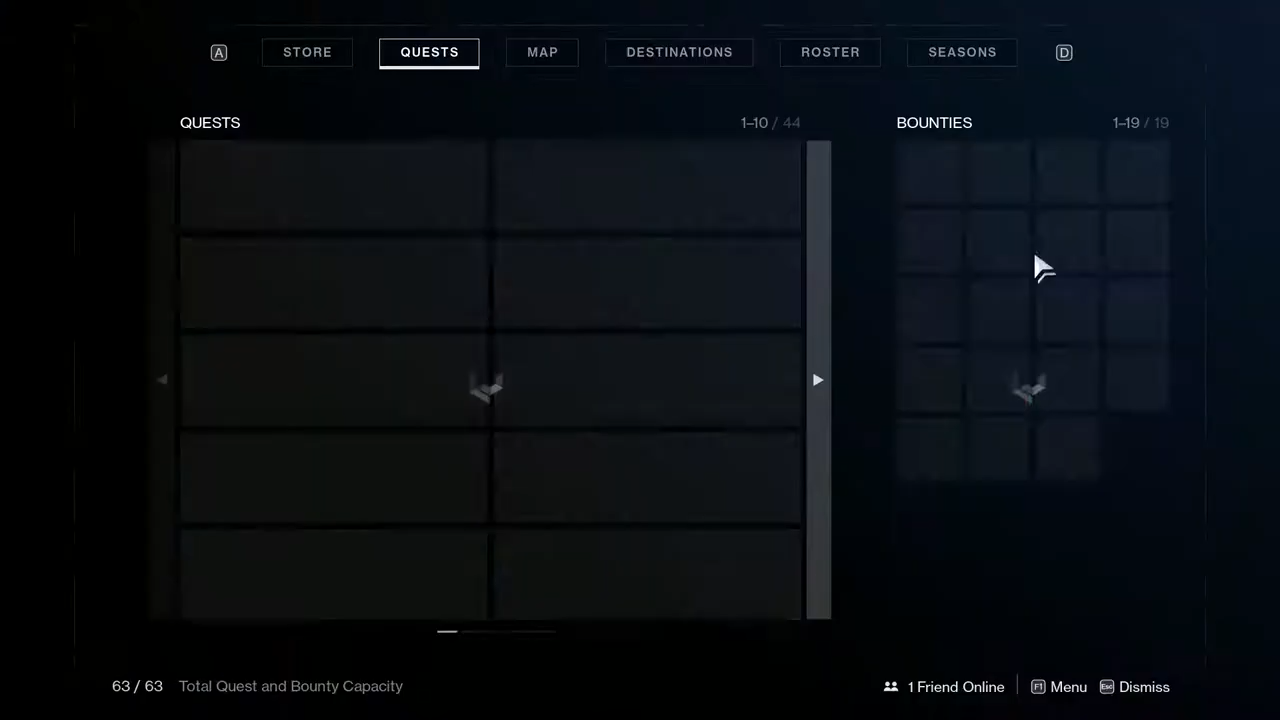 A STORE QUESTS MAP DESTINATIONS ROSTER SEASONS D
QUESTS 1–10 / 44
BOUNTIES 1–19 / 19
63 / 63 Total Quest and Bounty Capacity
1 Friend Online F1 Menu Esc Dismiss